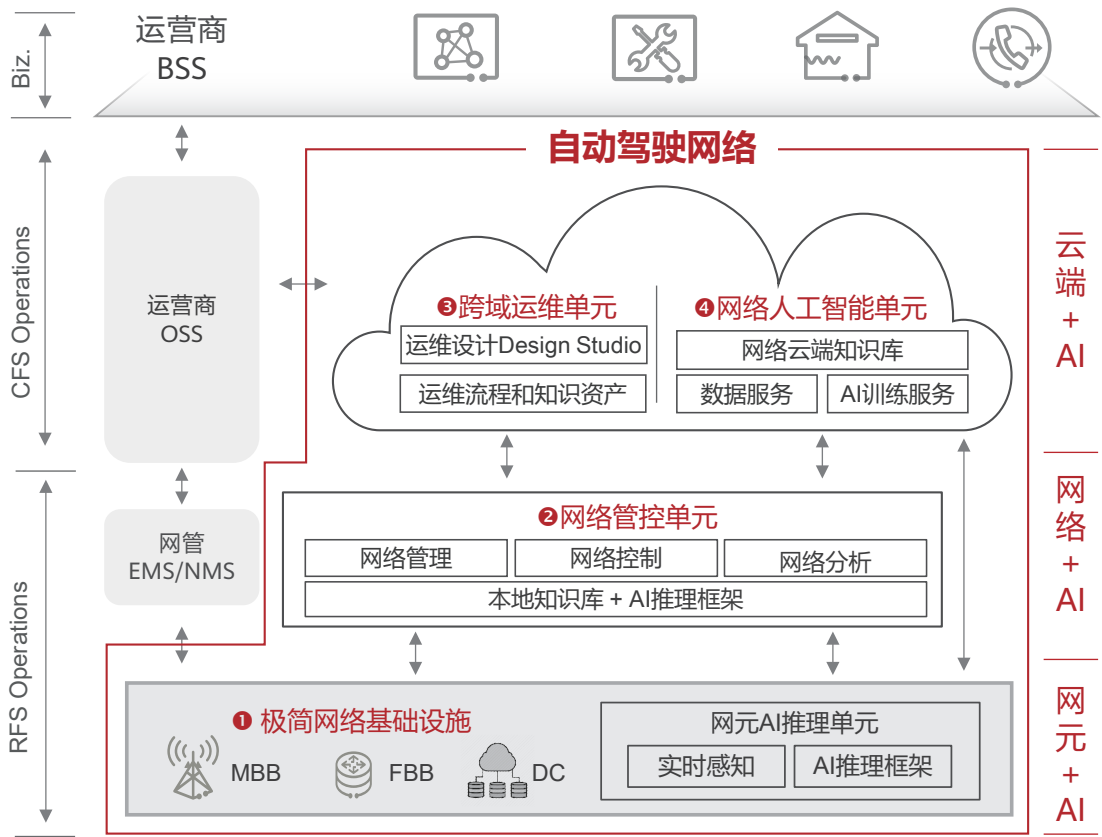 Biz.
运营商
BSS
自动驾驶网络
CFS Operations
运营商
OSS
❸跨域运维单元
运维设计Design Studio
运维流程和知识资产
❹网络人工智能单元
网络云端知识库
数据服务
AI训练服务
云端+AI
RFS Operations
网管
EMS/NMS
❷网络管控单元
网络管理
网络控制
网络分析
本地知识库 + AI推理框架
网络+AI
❶ 极简网络基础设施
MBB
FBB
DC
网元AI推理单元
实时感知
AI推理框架
网元+AI